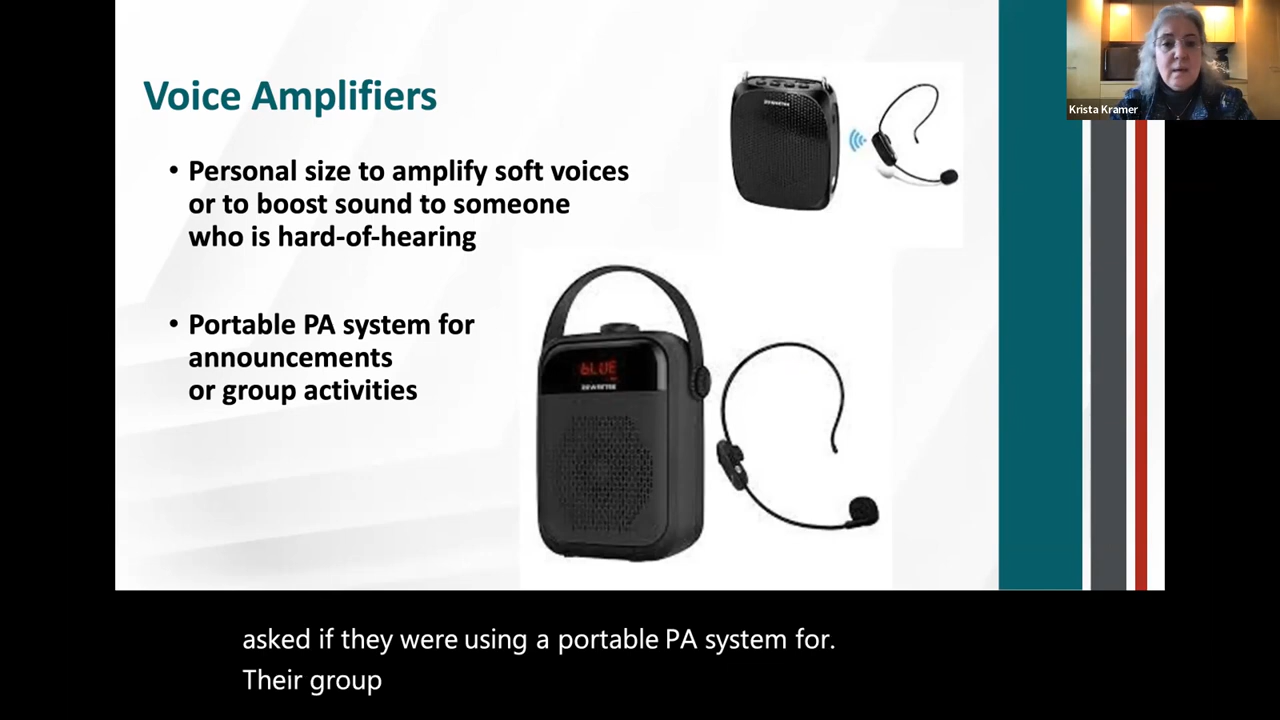 Voice Amplifiers
Krista Kramer
• Personal size to amplify soft voices
or to boost sound to someone
who is hard-of-hearing
• Portable PA system for
announcements
or group activities
BLUE
asked if they were using a portable PA system for.
Their group